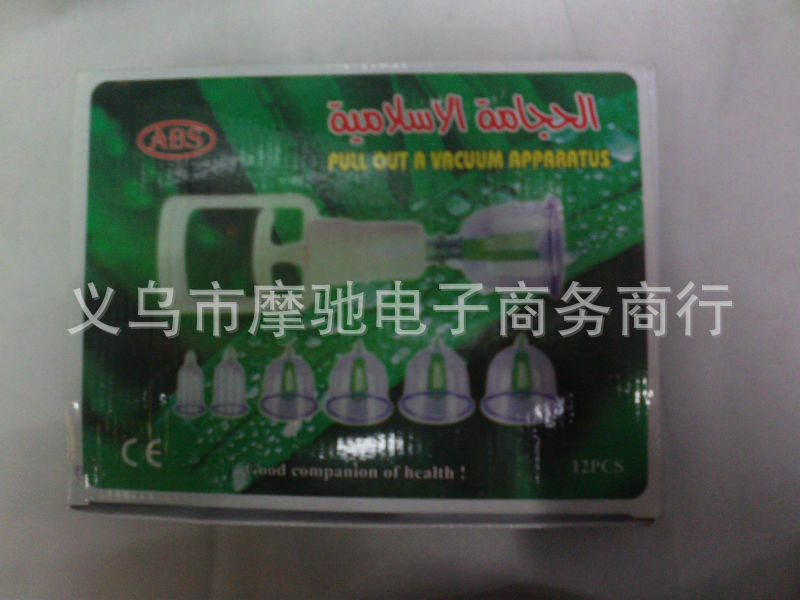 ABS
الحجامة الإسلامية
PULL OUT A VACUUM APPARATUS
义乌市摩驰电子商务商行
CE
Good companion of health !
12PCS